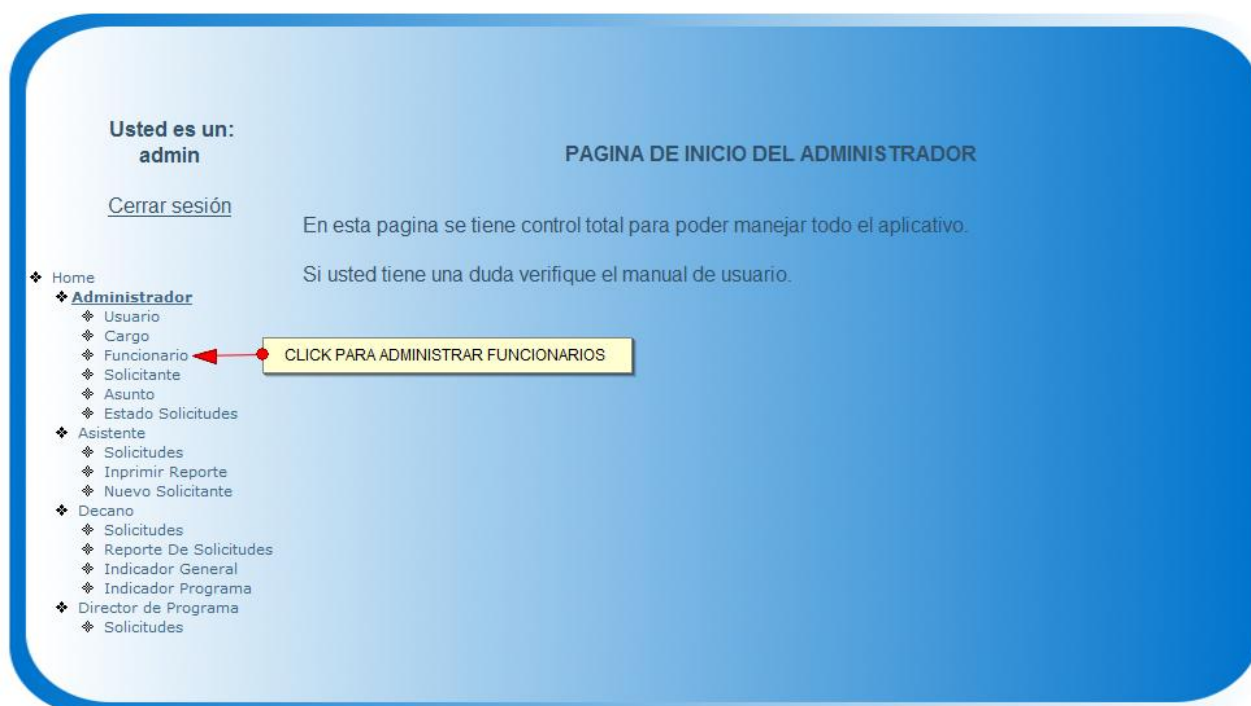 Usted es un:
admin
Cerrar sesión
PAGINA DE INICIO DEL ADMINISTRADOR
En esta pagina se tiene control total para poder manejar todo el aplicativo.
Si usted tiene una duda verifique el manual de usuario.
Home
Administrador
Usuario
Cargo
Funcionario
CLICK PARA ADMINISTRAR FUNCIONARIOS
Solicitante
Asunto
Estado Solicitudes
Asistente
Solicitudes
Inprimir Reporte
Nuevo Solicitante
Decano
Solicitudes
Reporte De Solicitudes
Indicador General
Indicador Programa
Director de Programa
Solicitudes